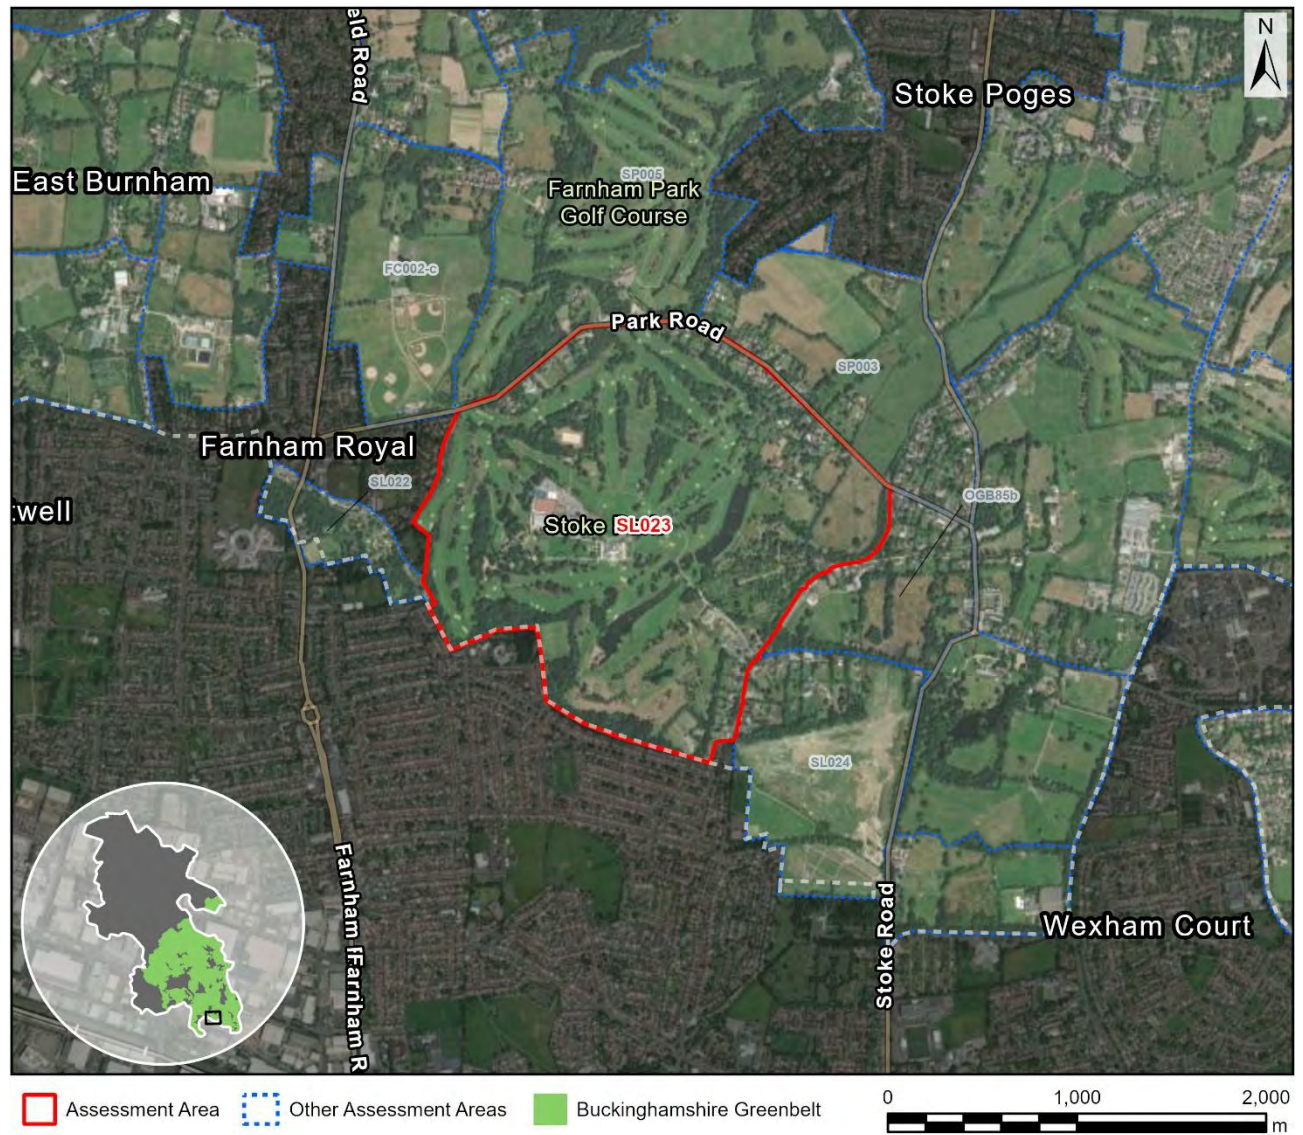 eld Road
N
Stoke Poges
East Burnham
SP005
Farnham Park
Golf Course
FC002-c
Park Road
SP003
Farnham Royal
SL022
OGB85b
:well
Stoke
SL023
SL024
Farnham
Farnham R
Stoke Road
Wexham Court
Assessment Area
Other Assessment Areas
Buckinghamshire Greenbelt
0 1,000 2,000
m